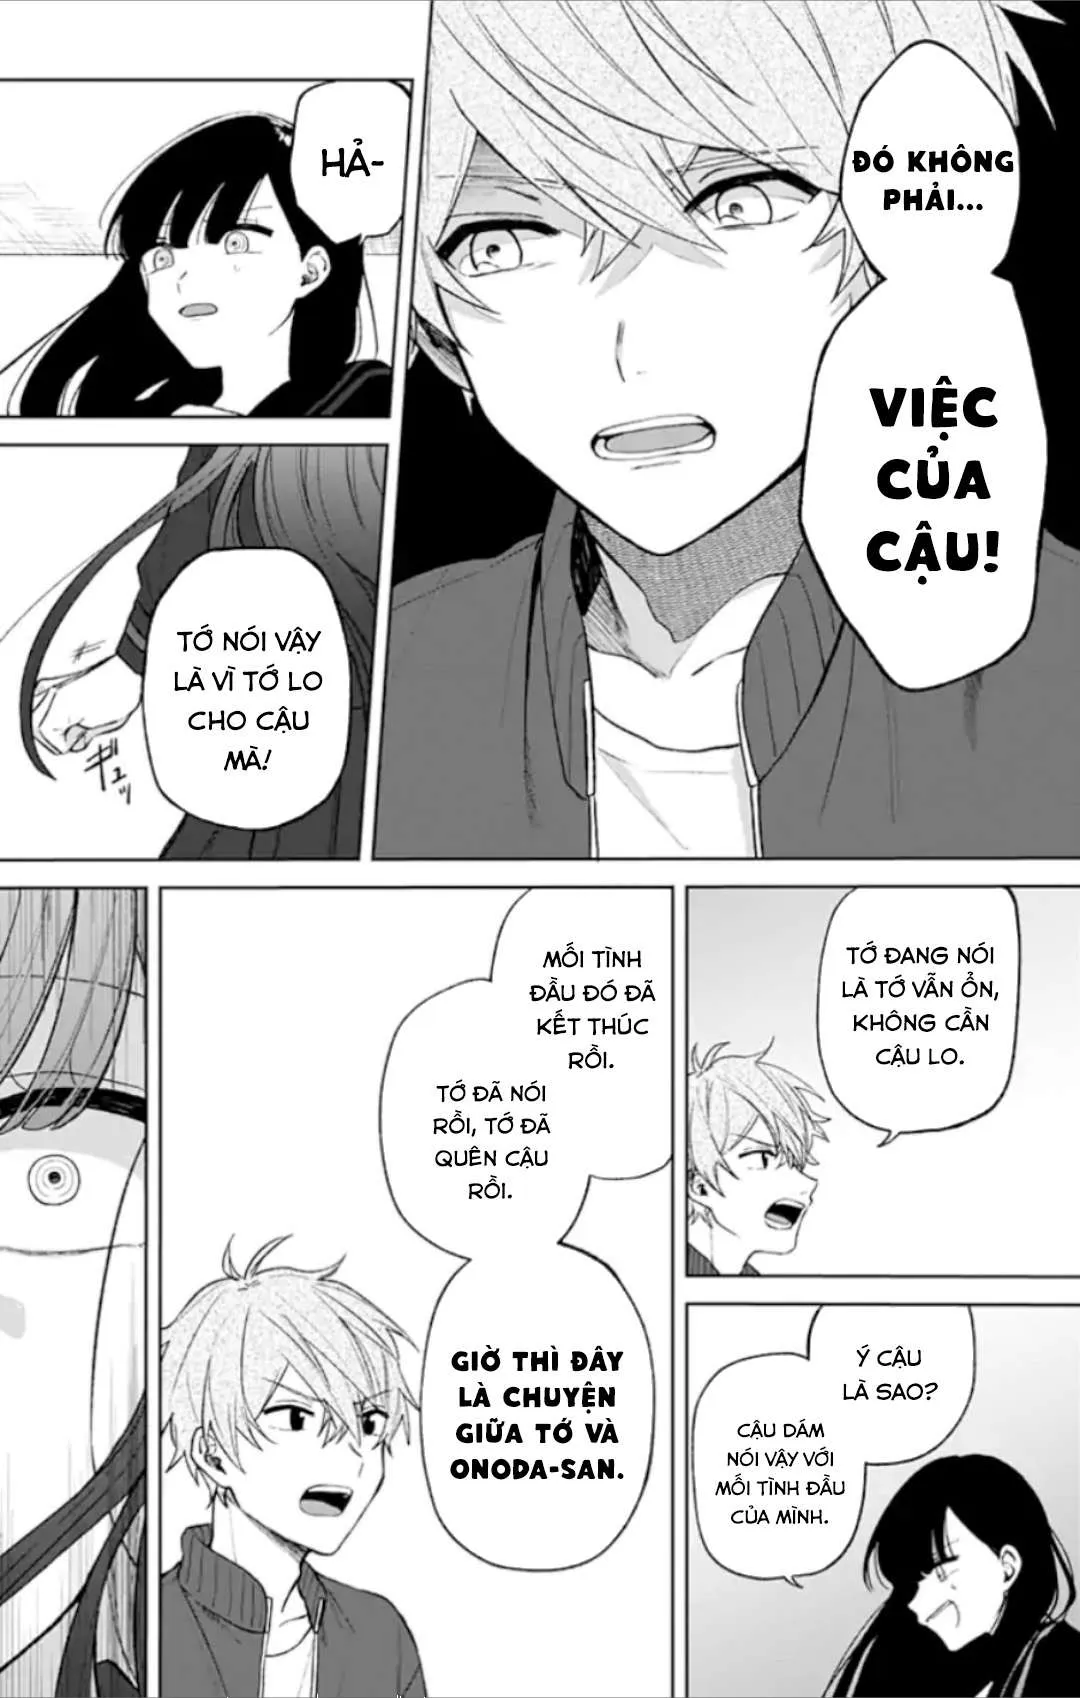 ĐÓ KHÔNG
PHẢI...
VIỆC
CỦA
CẬU!
HẢ-
TỚ NÓI VẬY
LÀ VÌ TỚ LO
CHO CẬU
MÀ!
ギュッ
TỚ ĐANG NÓI
LÀ TỚ VẪN ỔN,
KHÔNG CẦN
CẬU LO.
Ý CẬU
LÀ SAO?
CẬU DÁM
NÓI VẬY VỚI
MỐI TÌNH ĐẦU
CỦA MÌNH.
MỐI TÌNH
ĐẦU ĐÓ ĐÃ
KẾT THÚC
RỒI.
TỚ ĐÃ NÓI
RỒI, TỚ ĐÃ
QUÊN CẬU
RỒI.
GIỜ THÌ ĐÂY
LÀ CHUYỆN
GIỮA TỚ VÀ
ONODA-SAN.